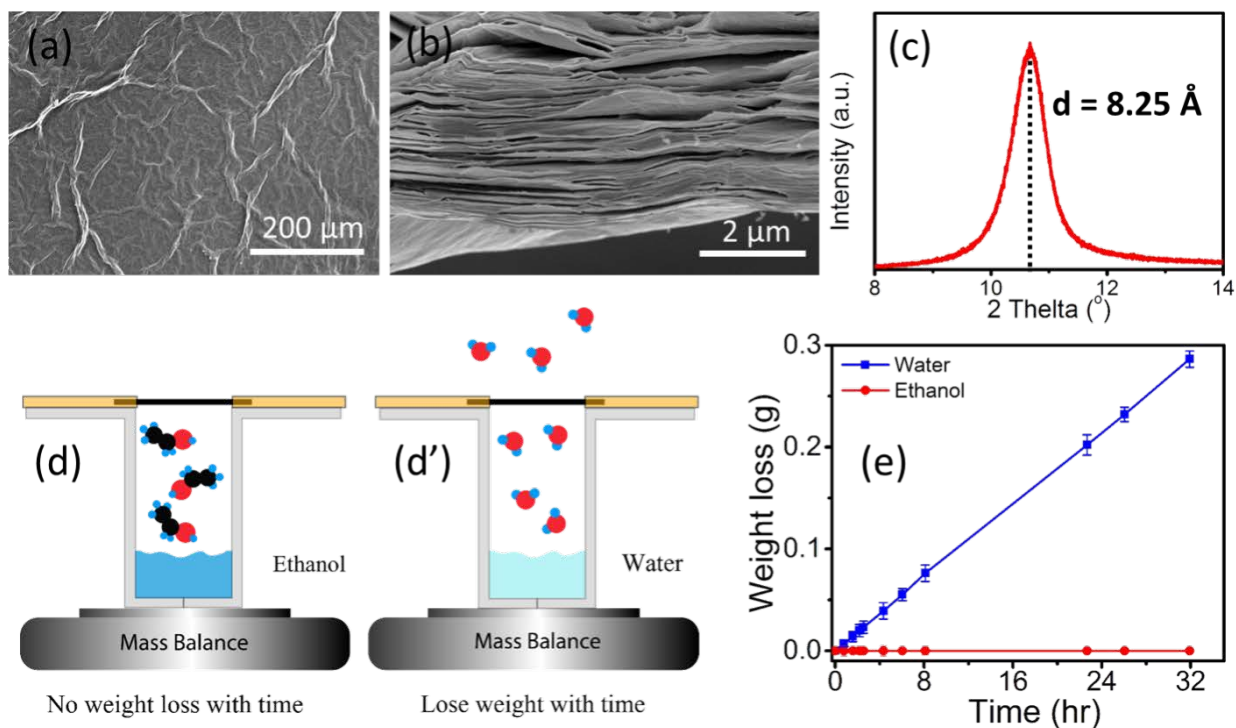 (a)
200 µm
(b)
2 µm
(c)
d = 8.25 Å
Intensity (a.u.)
8 10 12 14
2 Thelta (°)
(d)
Ethanol
Mass Balance
No weight loss with time
(d')
Water
Mass Balance
Lose weight with time
(e)
Water
Ethanol
Weight loss (g)
0.3
0.2
0.1
0.0
0 8 16 24 32
Time (hr)